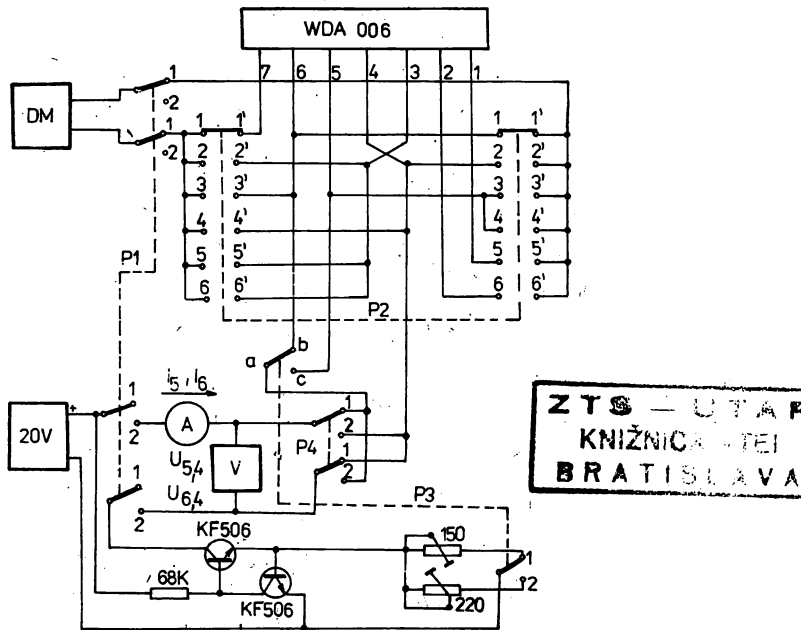 WDA 006
7 6 5 4 3 2 1
DM
1
2
1
2
1 1'
2 2'
3 3'
4 4'
5 5'
6 6'
1 1'
2 2'
3 3'
4 4'
5 5'
6 6'
P1
P2
a
b
c
i5, I6
20V
+
1
2
A
U5,4
V
U6,4
P4
1
2
1
2
P3
1
2
KF506
68K
KF506
150
220
1
2
ZTS — UTAR
KNIŽNICA TEI
BRATISLAVA